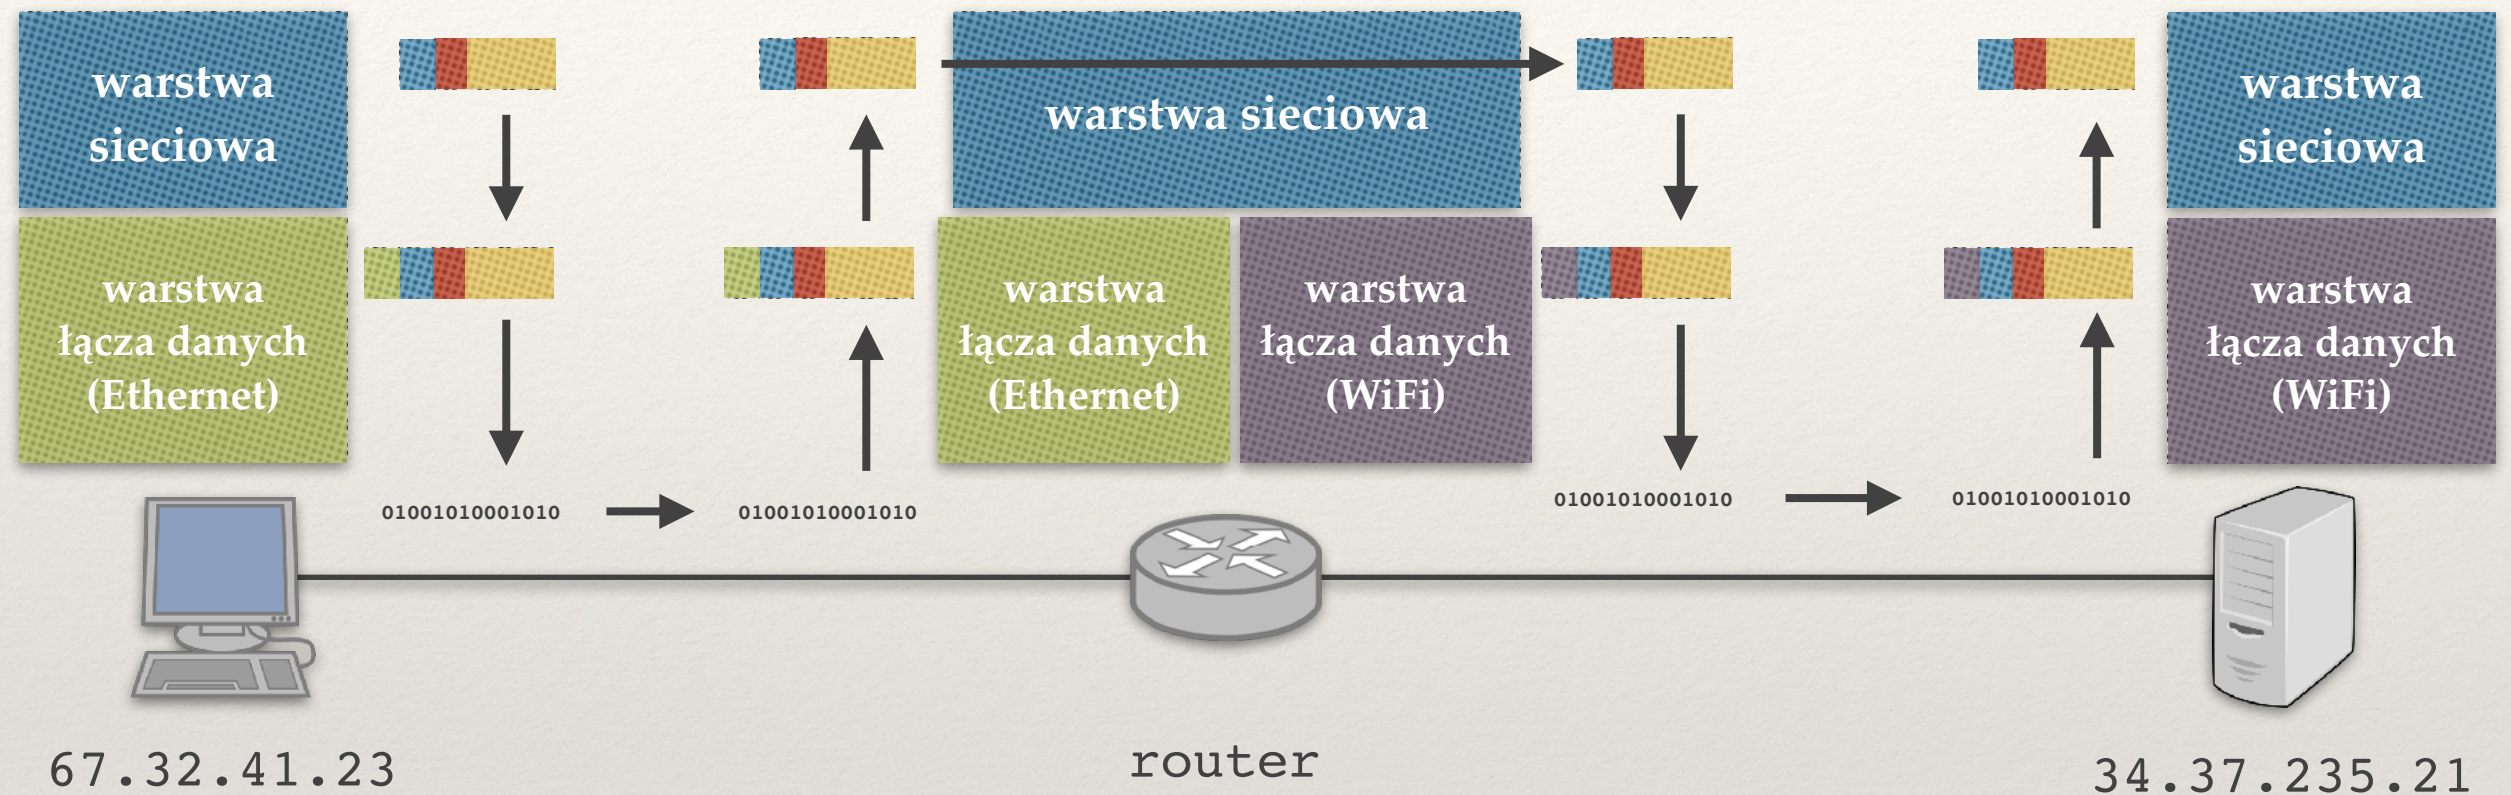 warstwa
sieciowa
warstwa sieciowa
warstwa
sieciowa
warstwa
łącza danych
(Ethernet)
warstwa
łącza danych
(Ethernet)
warstwa
łącza danych
(WiFi)
warstwa
łącza danych
(WiFi)
01001010001010
01001010001010
01001010001010
01001010001010
67.32.41.23
router
34.37.235.21